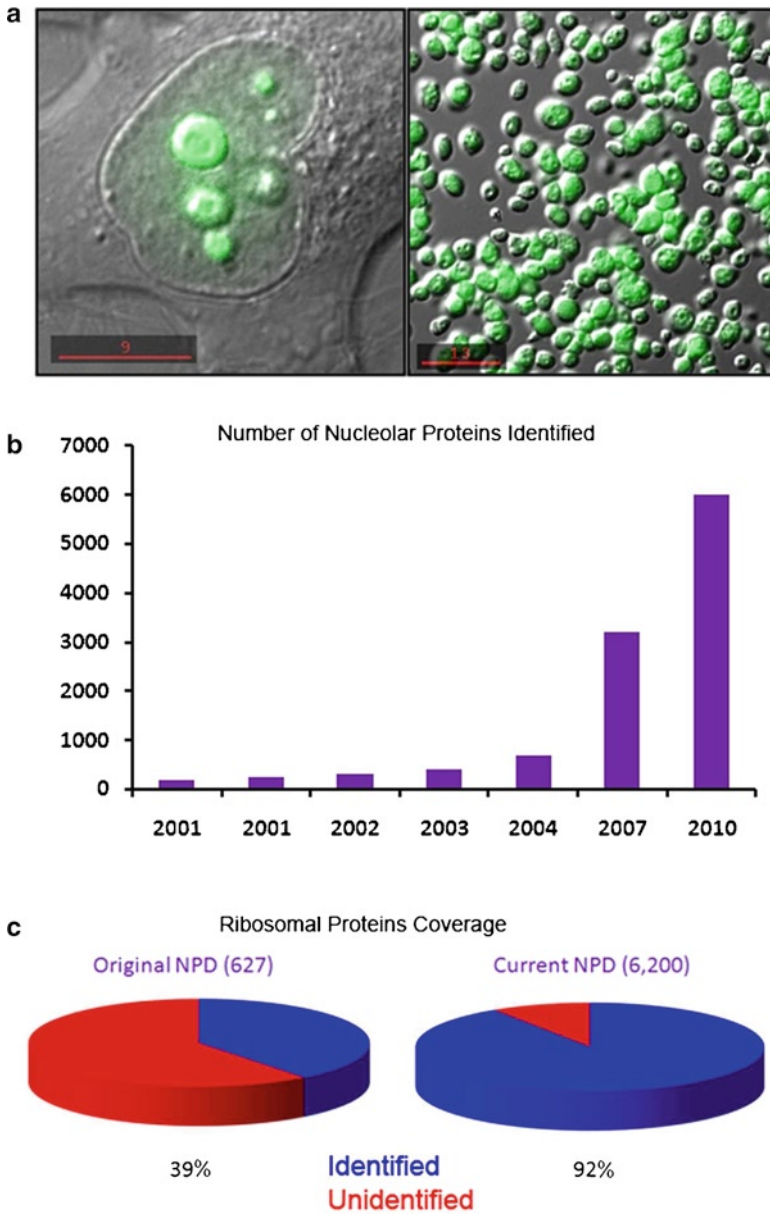 a
9
13
b
Number of Nucleolar Proteins Identified
7000
6000
5000
4000
3000
2000
1000
0
2001 2001 2002 2003 2004 2007 2010
c
Ribosomal Proteins Coverage
Original NPD (627) Current NPD (6,200)
39% Identified 92%
Unidentified